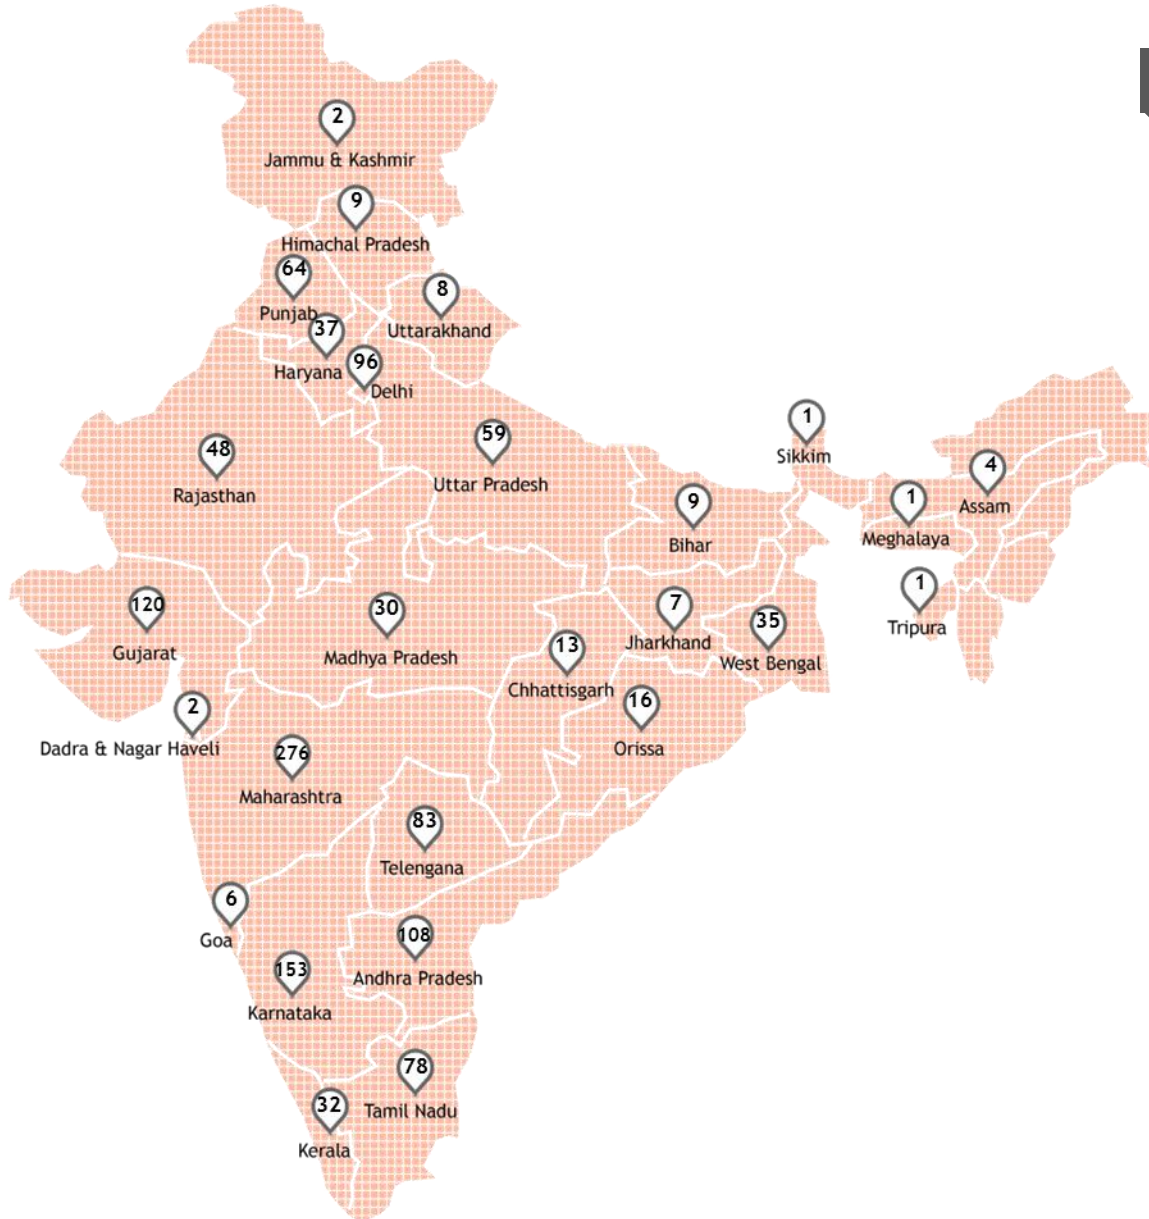 2
Jammu & Kashmir
9
Himachal Pradesh
64
Punjab
8
Uttarakhand
37
Haryana
96
Delhi
48
Rajasthan
59
Uttar Pradesh
1
Sikkim
4
Assam
1
Meghalaya
9
Bihar
1
Tripura
120
Gujarat
30
Madhya Pradesh
7
Jharkhand
35
West Bengal
13
Chhattisgarh
16
Orissa
2
Dadra & Nagar Haveli
276
Maharashtra
83
Telengana
6
Goa
108
Andhra Pradesh
153
Karnataka
78
Tamil Nadu
32
Kerala